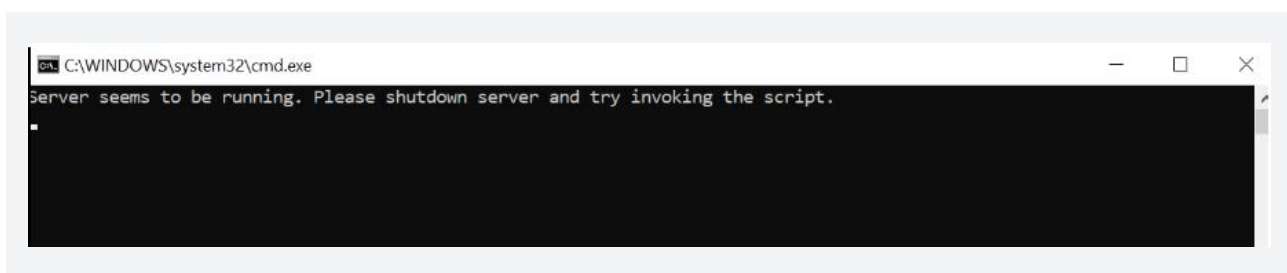 C:\WINDOWS\system32\cmd.exe
Server seems to be running. Please shutdown server and try invoking the script.